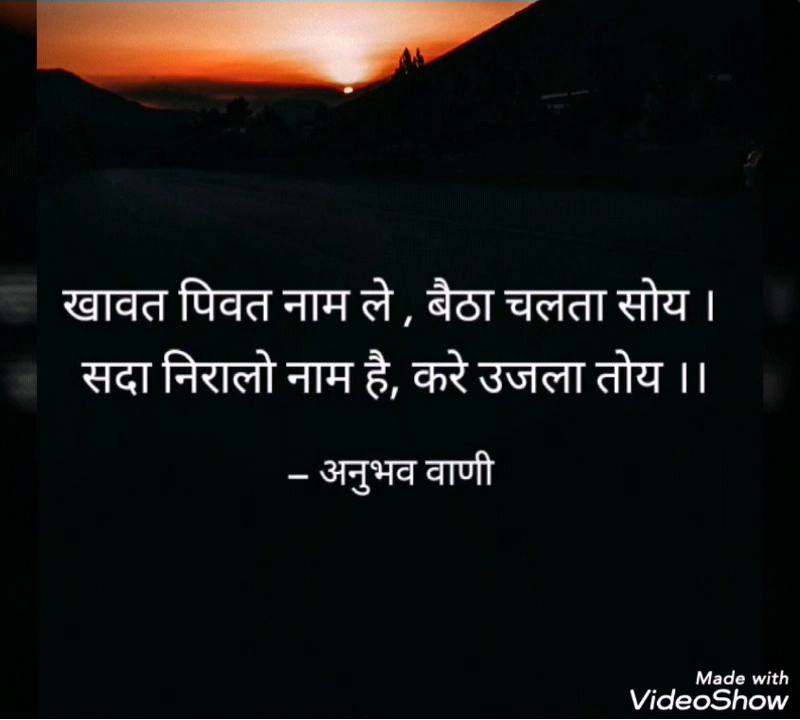 खावत पिवत नाम ले , बैठा चलता सोय ।
सदा निरालो नाम है, करे उजला तोय ।।
– अनुभव वाणी
Made with
VideoShow